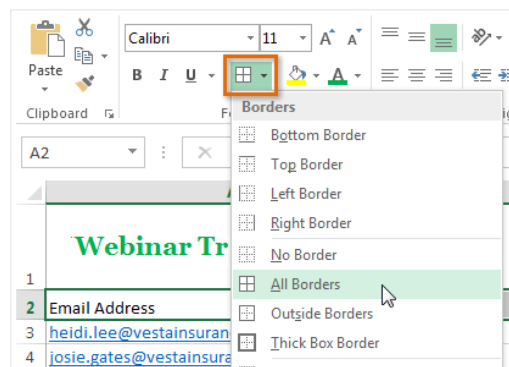 Calibri 11 A A
Paste B I U A
Clipboard
Borders
Bottom Border
A2
Top Border
Left Border
Right Border
Webinar Tr
No Border
1
All Borders
2 Email Address
Outside Borders
3 heidi.lee@vestainsuran
Thick Box Border
4 josie.gates@vestainsura